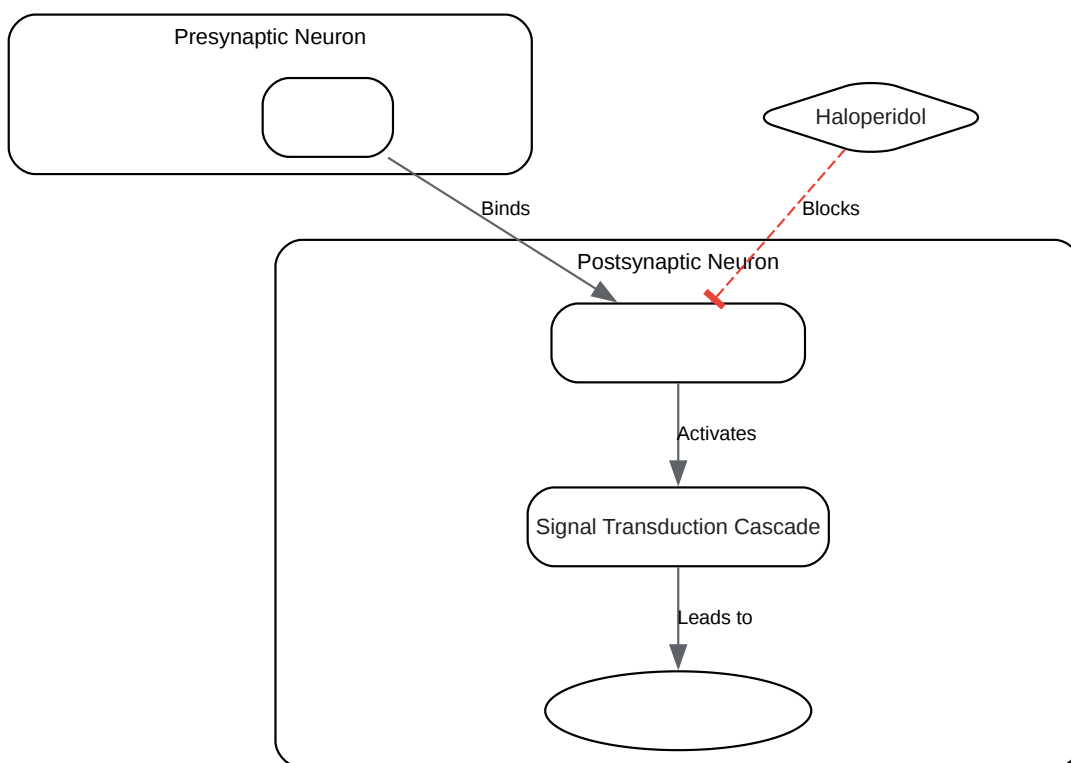 Presynaptic Neuron
Haloperidol
Binds
Blocks
Postsynaptic Neuron
Activates
Signal Transduction Cascade
Leads to